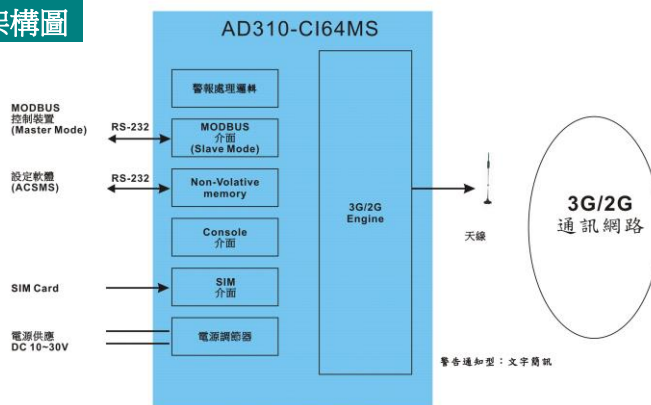 架構圖
AD310-CI64MS
警報處理邏輯
MODBUS
控制裝置
(Master Mode)
RS-232
MODBUS
介面
(Slave Mode)
設定軟體
(ACSMS)
RS-232
Non-Volative
memory
Console
介面
SIM Card
SIM
介面
電源供應
DC 10~30V
電源調節器
3G/2G
Engine
天線
3G/2G
通訊網路
警告通知型：文字簡訊